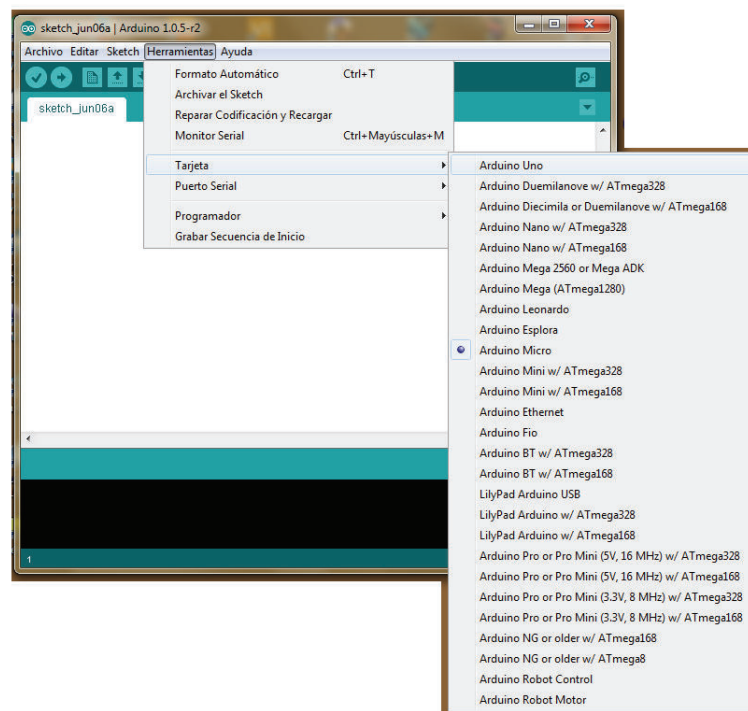 sketch_jun06a | Arduino 1.0.5-r2
Archivo Editar Sketch Herramientas Ayuda
sketch_jun06a
Formato Automático Ctrl+T
Archivar el Sketch
Reparar Codificación y Recargar
Monitor Serial Ctrl+Mayúsculas+M
Tarjeta
Puerto Serial
Programador
Grabar Secuencia de Inicio
Arduino Uno
Arduino Duemilanove w/ ATmega328
Arduino Diecimila or Duemilanove w/ ATmega168
Arduino Nano w/ ATmega328
Arduino Nano w/ ATmega168
Arduino Mega 2560 or Mega ADK
Arduino Mega (ATmega1280)
Arduino Leonardo
Arduino Esplora
Arduino Micro
Arduino Mini w/ ATmega328
Arduino Mini w/ ATmega168
Arduino Ethernet
Arduino Fio
Arduino BT w/ ATmega328
Arduino BT w/ ATmega168
LilyPad Arduino USB
LilyPad Arduino w/ ATmega328
LilyPad Arduino w/ ATmega168
Arduino Pro or Pro Mini (5V, 16 MHz) w/ ATmega328
Arduino Pro or Pro Mini (5V, 16 MHz) w/ ATmega168
Arduino Pro or Pro Mini (3.3V, 8 MHz) w/ ATmega328
Arduino Pro or Pro Mini (3.3V, 8 MHz) w/ ATmega168
Arduino NG or older w/ ATmega168
Arduino NG or older w/ ATmega8
Arduino Robot Control
Arduino Robot Motor
1